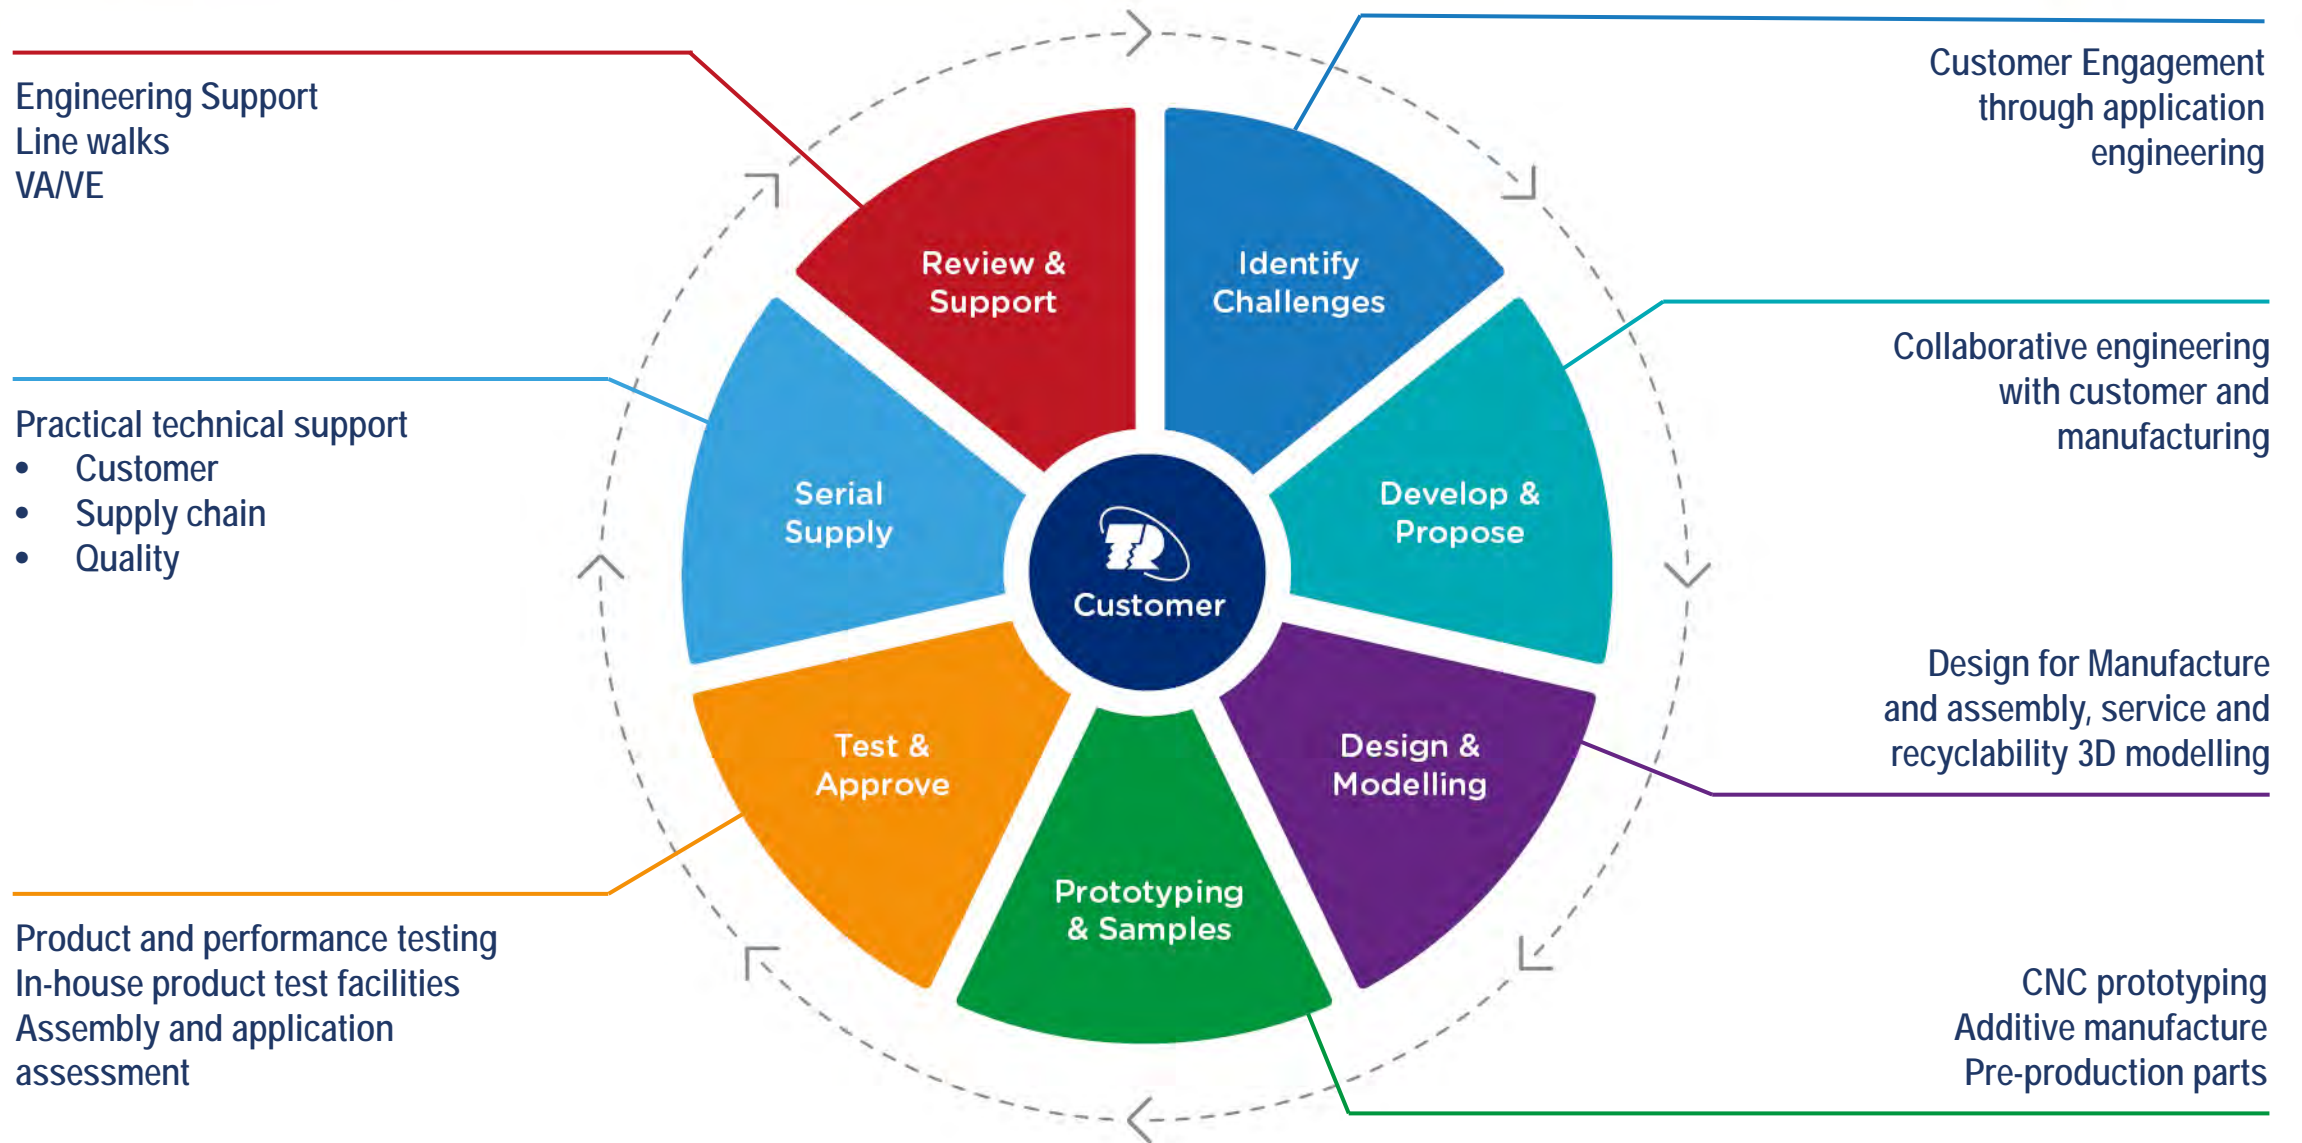 Engineering Support
Line walks
VA/VE
Practical technical support
• Customer
• Supply chain
• Quality
Product and performance testing
In-house product test facilities
Assembly and application
assessment
Review &
Support
Identify
Challenges
Serial
Supply
Develop &
Propose
TR
Customer
Test &
Approve
Design &
Modelling
Prototyping
& Samples
Customer Engagement
through application
engineering
Collaborative engineering
with customer and
manufacturing
Design for Manufacture
and assembly, service and
recyclability 3D modelling
CNC prototyping
Additive manufacture
Pre-production parts